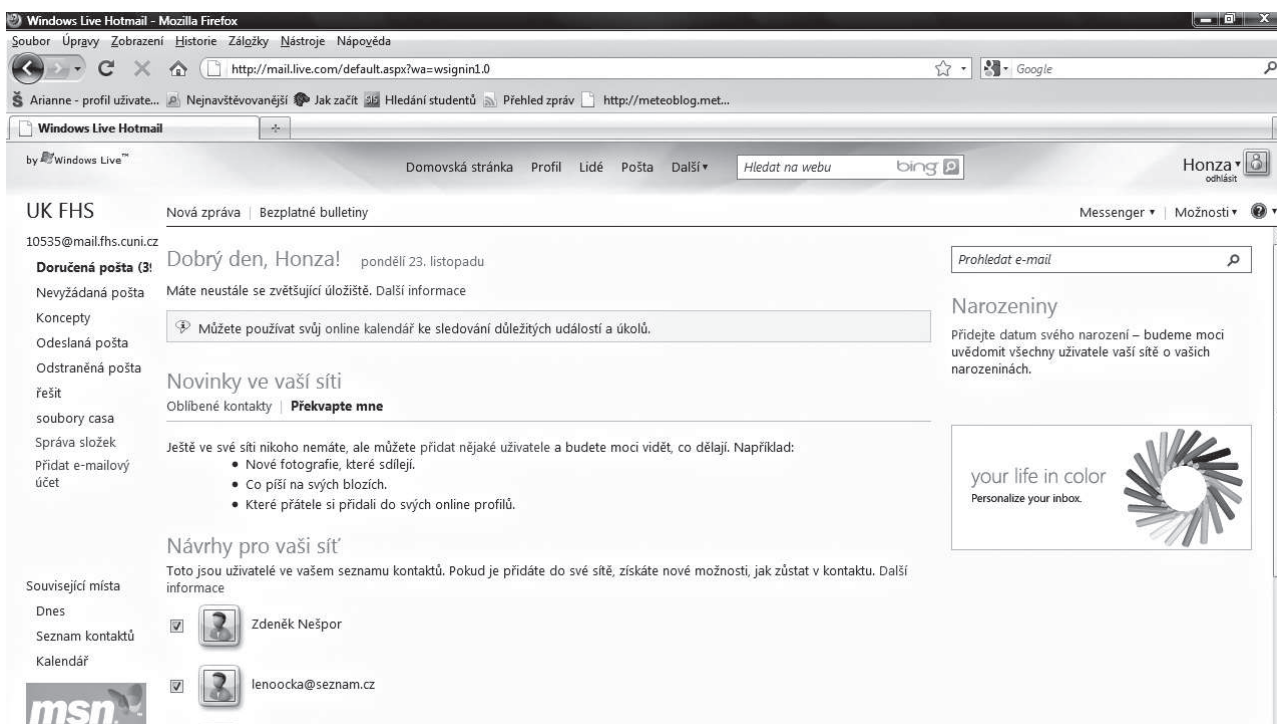 Windows Live Hotmail - Mozilla Firefox
Soubor Úpravy Zobrazení Historie Záložky Nástroje Nápověda
http://mail.live.com/default.aspx?wa=wsignin1.0
Google
Arianne - profil uživate... Nejnavštěvovanější Jak začít Hledání studentů Přehled zpráv http://meteoblog.met...
Windows Live Hotmail
by Windows Live™
Domovská stránka Profil Lidé Pošta Další
Hledat na webu bing
Honza
odhlásit
UK FHS
Nová zpráva | Bezplatné bulletiny
Messenger | Možnosti
10535@mail.fhs.cuni.cz
Doručená pošta (3
Nevyžádaná pošta
Koncepty
Odeslaná pošta
Odstraněná pošta
řešit
soubory casa
Správa složek
Přidat e-mailový
účet
Související místa
Dnes
Seznam kontaktů
Kalendář
msn
Dobrý den, Honza! pondělí 23. listopadu
Máte neustále se zvětšující úložiště. Další informace
Můžete používat svůj online kalendář ke sledování důležitých událostí a úkolů.
Novinky ve vaší síti
Oblíbené kontakty | Překvapte mne
Ještě ve své síti nikoho nemáte, ale můžete přidat nějaké uživatele a budete moci vidět, co dělají. Například:
• Nové fotografie, které sdílejí.
• Co píší na svých blozích.
• Které přátele si přidali do svých online profilů.
Návrhy pro vaši síť
Toto jsou uživatelé ve vašem seznamu kontaktů. Pokud je přidáte do své sítě, získáte nové možnosti, jak zůstat v kontaktu. Další
informace
Zdeněk Nešpor
lenoocka@seznam.cz
Prohledat e-mail
Narozeniny
Přidejte datum svého narození – budeme moci
uvědomit všechny uživatele vaší sítě o vašich
narozeninách.
your life in color
Personalize your inbox.